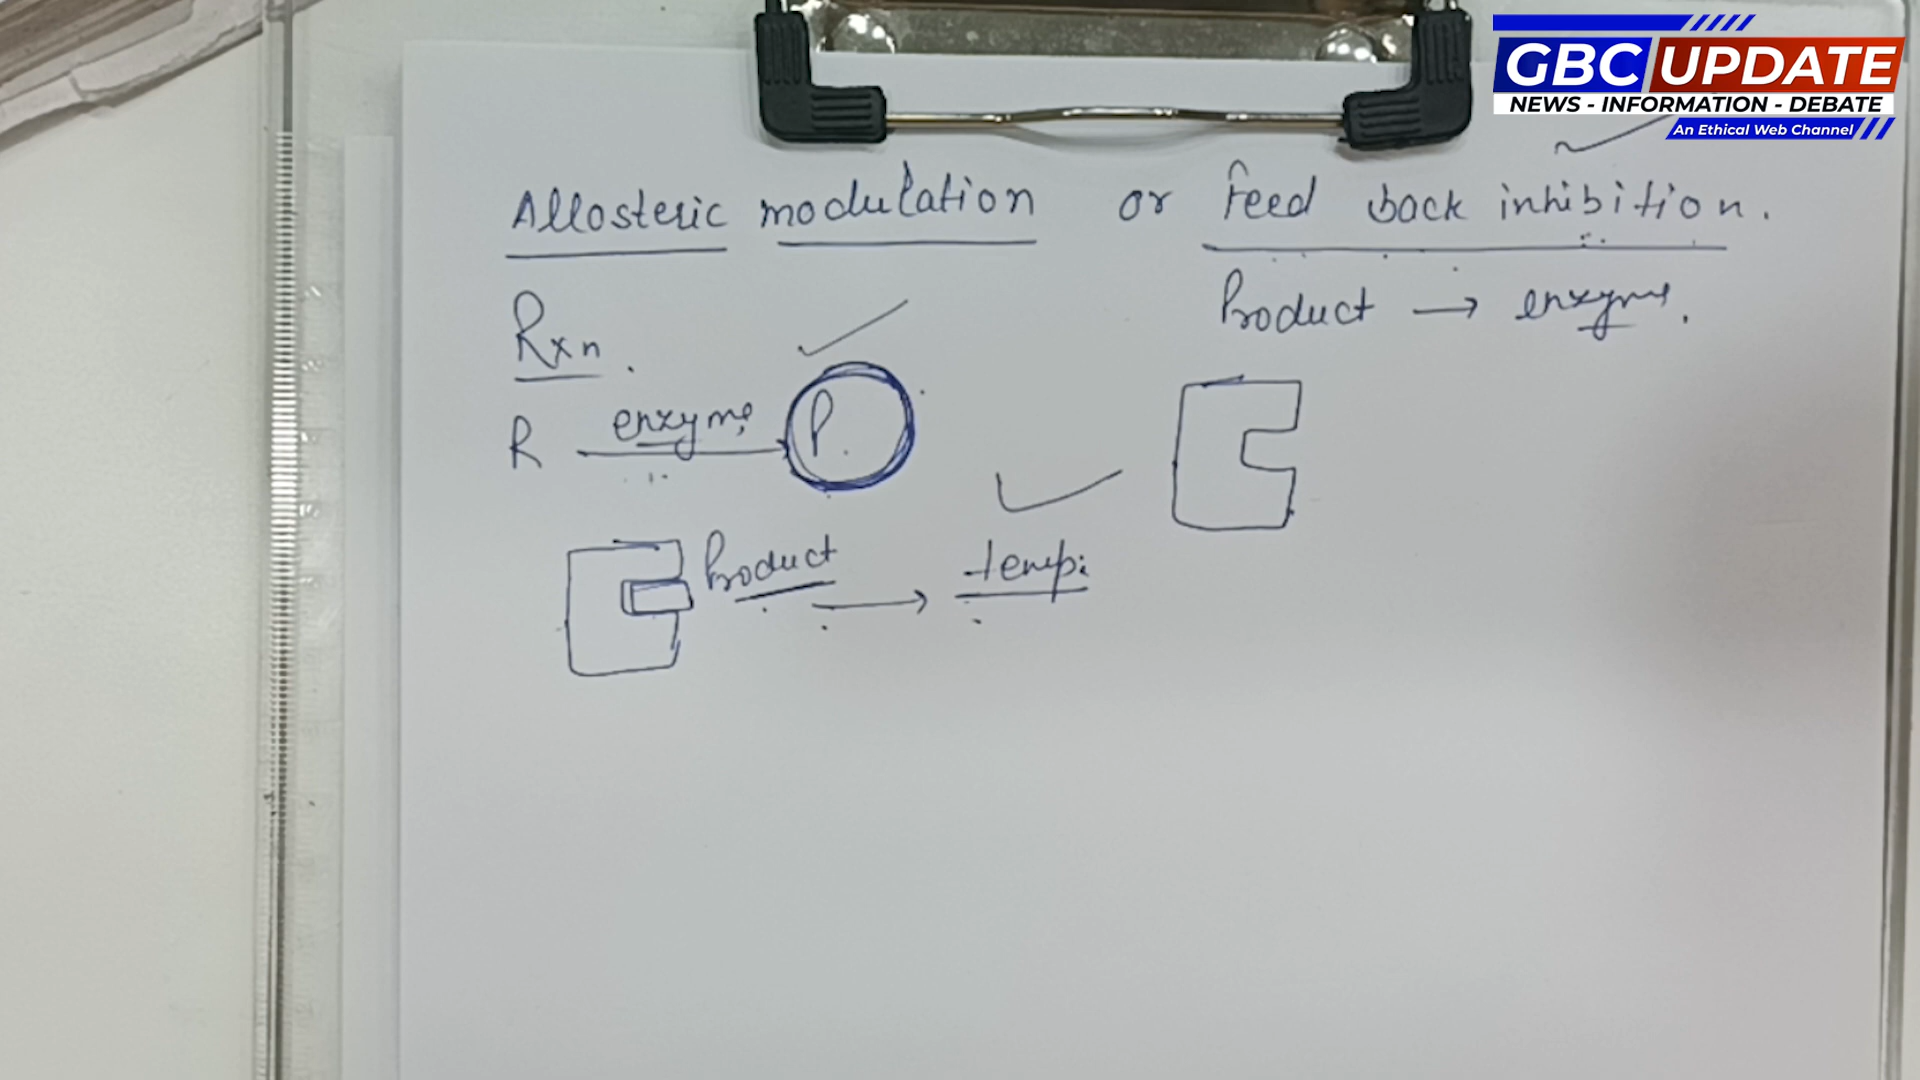 GBC UPDATE
NEWS - INFORMATION - DEBATE
An Ethical Web Channel
Allosteric modulation or Feed back inhibition.
Product → enzyme.
Rxn.
R enzyme P.
Product → temp: